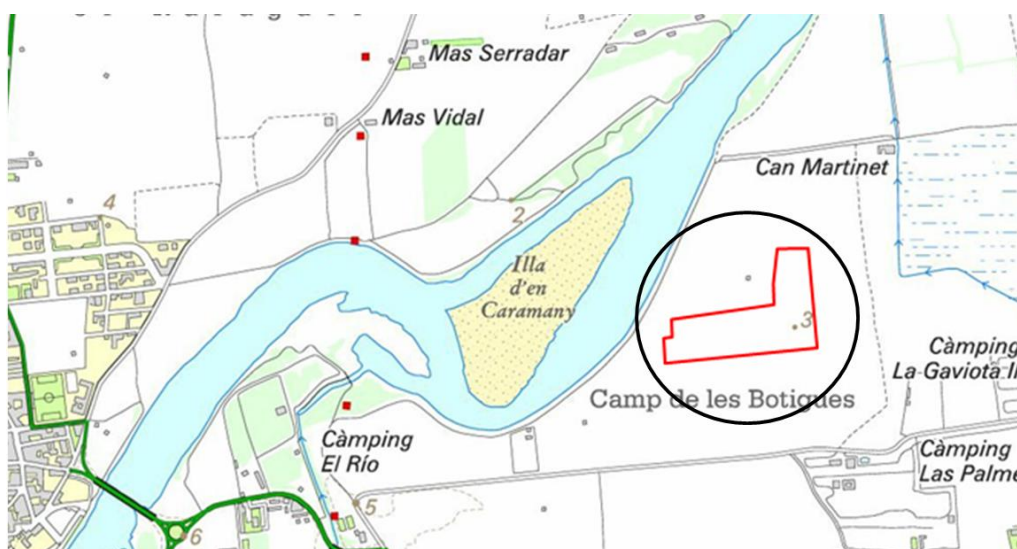 Mas Serradar
Mas Vidal
Can Martinet
4
2
Illa
d'en
Caramany
3
Càmping
La Gaviota II
Camp de les Botigues
Càmping
El Río
Càmping
Las Palme
5
6